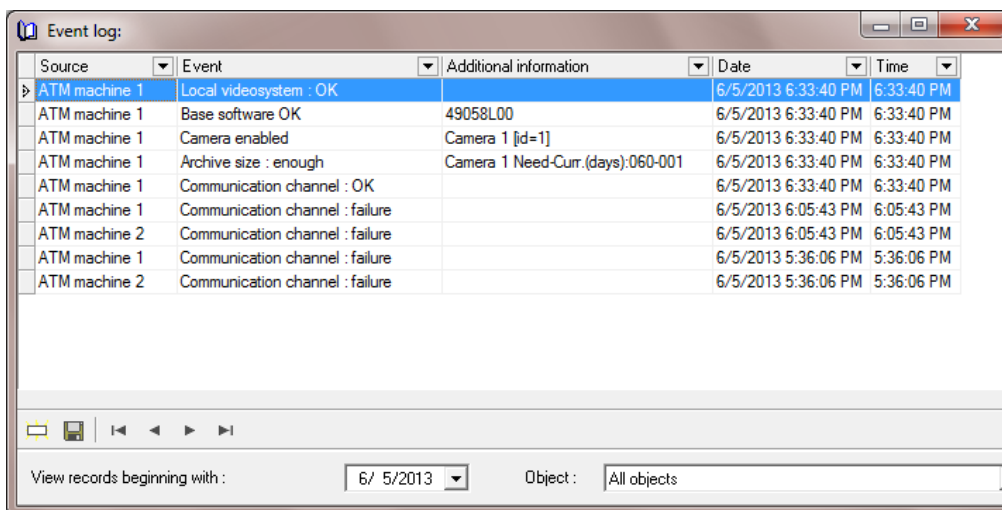 Event log:
Source Event Additional information Date Time
ATM machine 1 Local videosystem : OK 6/5/2013 6:33:40 PM 6:33:40 PM
ATM machine 1 Base software OK 49058L00 6/5/2013 6:33:40 PM 6:33:40 PM
ATM machine 1 Camera enabled Camera 1 [id=1] 6/5/2013 6:33:40 PM 6:33:40 PM
ATM machine 1 Archive size : enough Camera 1 Need-Curr.(days):060-001 6/5/2013 6:33:40 PM 6:33:40 PM
ATM machine 1 Communication channel : OK 6/5/2013 6:33:40 PM 6:33:40 PM
ATM machine 1 Communication channel : failure 6/5/2013 6:05:43 PM 6:05:43 PM
ATM machine 2 Communication channel : failure 6/5/2013 6:05:43 PM 6:05:43 PM
ATM machine 1 Communication channel : failure 6/5/2013 5:36:06 PM 5:36:06 PM
ATM machine 2 Communication channel : failure 6/5/2013 5:36:06 PM 5:36:06 PM
View records beginning with : 6/ 5/2013 Object : All objects